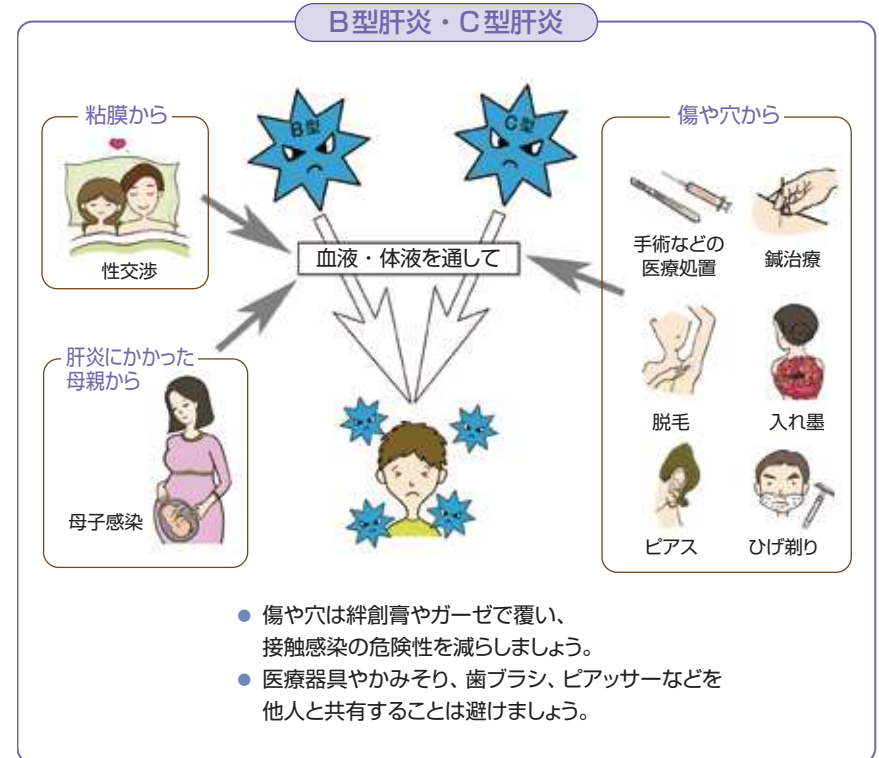 B型肝炎・C型肝炎
粘膜から
性交渉
B型
C型
血液・体液を通して
肝炎にかかった
母親から
母子感染
傷や穴から
手術などの
医療処置
鍼治療
脱毛
入れ墨
ピアス
ひげ剃り
● 傷や穴は絆創膏やガーゼで覆い、
接触感染の危険性を減らしましょう。
● 医療器具やかみそり、歯ブラシ、ピアッサーなどを
他人と共有することは避けましょう。